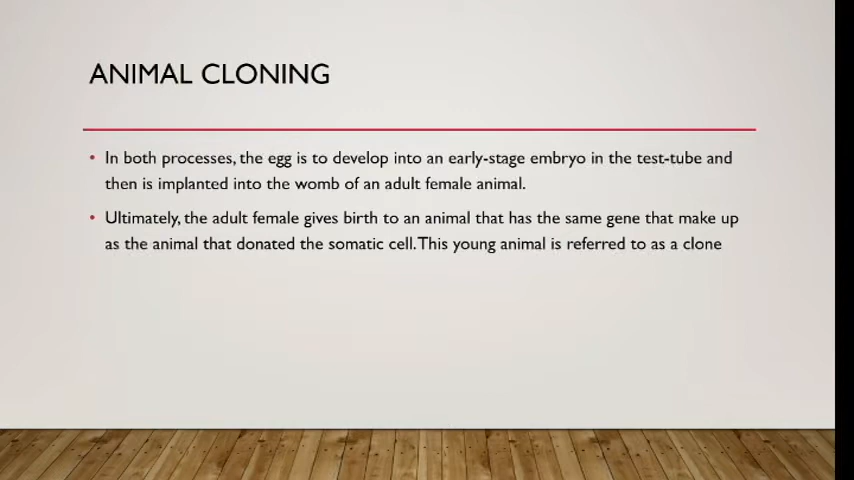 ANIMAL CLONING
• In both processes, the egg is to develop into an early-stage embryo in the test-tube and
then is implanted into the womb of an adult female animal.
• Ultimately, the adult female gives birth to an animal that has the same gene that make up
as the animal that donated the somatic cell. This young animal is referred to as a clone